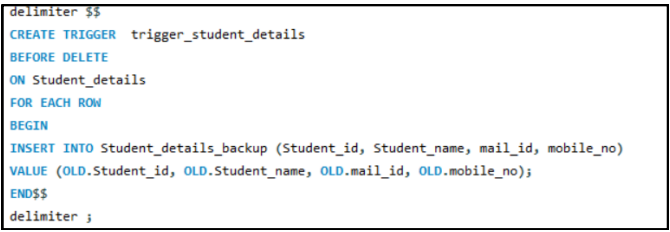 delimiter $$
CREATE TRIGGER trigger_student_details
BEFORE DELETE
ON Student_details
FOR EACH ROW
BEGIN
INSERT INTO Student_details_backup (Student_id, Student_name, mail_id, mobile_no)
VALUE (OLD.Student_id, OLD.Student_name, OLD.mail_id, OLD.mobile_no);
END$$
delimiter ;